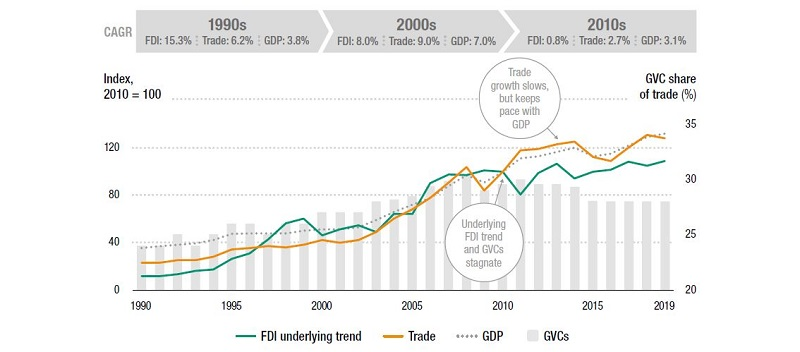 CAGR
1990s
FDI: 15.3% Trade: 6.2% GDP: 3.8%
2000s
FDI: 8.0% Trade: 9.0% GDP: 7.0%
2010s
FDI: 0.8% Trade: 2.7% GDP: 3.1%
Index,
2010 = 100
GVC share
of trade (%)
Trade
growth slows,
but keeps
pace with
GDP
120
80
40
0
35
30
25
20
Underlying
FDI trend
and GVCs
stagnate
1990 1995 2000 2005 2010 2015 2019
FDI underlying trend Trade GDP GVCs